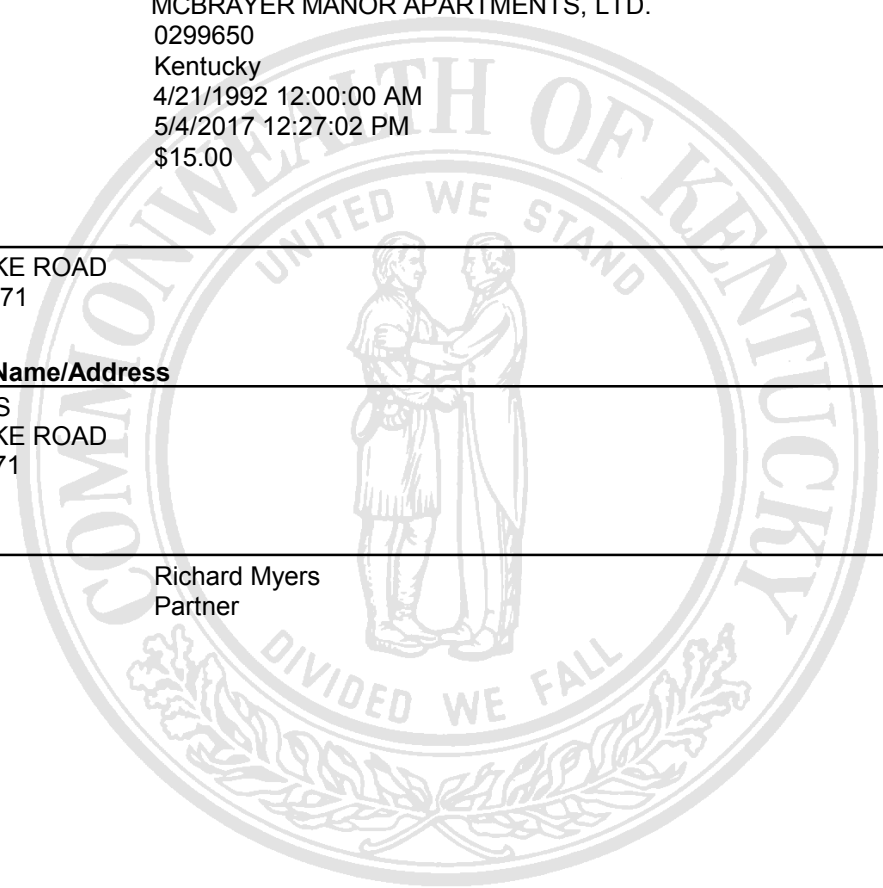 MCBRAYER MANOR APARTMENTS, LTD.
0299650
Kentucky
4/21/1992 12:00:00 AM
5/4/2017 12:27:02 PM
$15.00
KE ROAD
71
Name/Address
S
KE ROAD
71
Richard Myers
Partner
COMMONWEALTH OF KENTUCKY
UNITED WE STAND
DIVIDED WE FALL